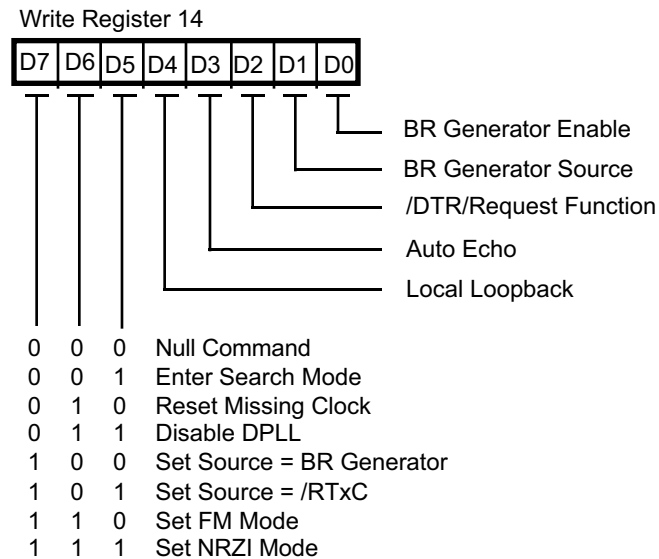 Write Register 14
D7 D6 D5 D4 D3 D2 D1 D0
BR Generator Enable
BR Generator Source
/DTR/Request Function
Auto Echo
Local Loopback
0 0 0 Null Command
0 0 1 Enter Search Mode
0 1 0 Reset Missing Clock
0 1 1 Disable DPLL
1 0 0 Set Source = BR Generator
1 0 1 Set Source = /RTxC
1 1 0 Set FM Mode
1 1 1 Set NRZI Mode